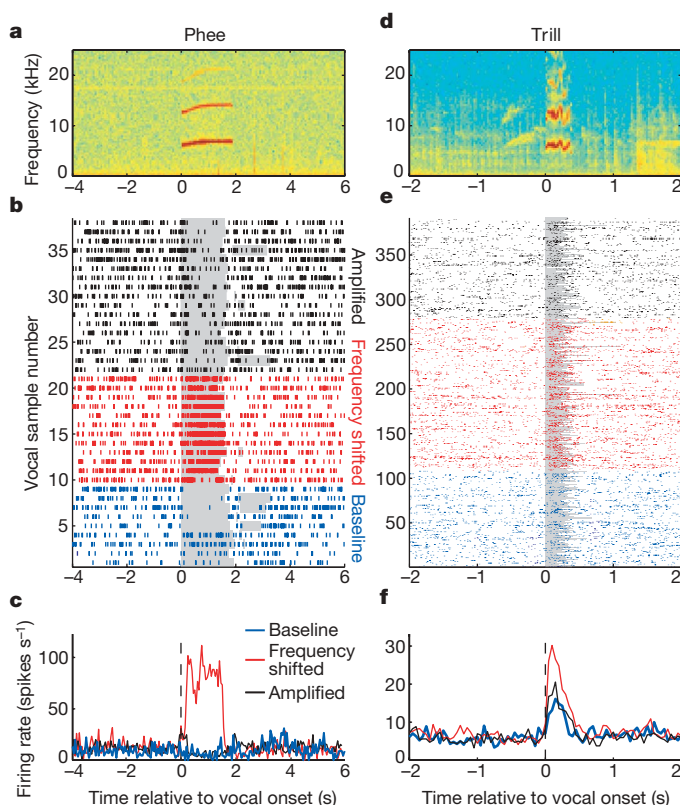 a Phee
Frequency (kHz)
20
10
0
−4 −2 0 2 4 6
d Trill
20
10
0
−2 −1 0 1 2
b
Vocal sample number
35
30
25
20
15
10
5
−4 −2 0 2 4 6
Amplified
Frequency shifted
Baseline
e
350
300
250
200
150
100
50
−2 −1 0 1 2
c
Firing rate (spikes s⁻¹)
100
50
0
−4 −2 0 2 4 6
Time relative to vocal onset (s)
Baseline
Frequency
shifted
Amplified
f
30
20
10
0
−2 −1 0 1 2
Time relative to vocal onset (s)